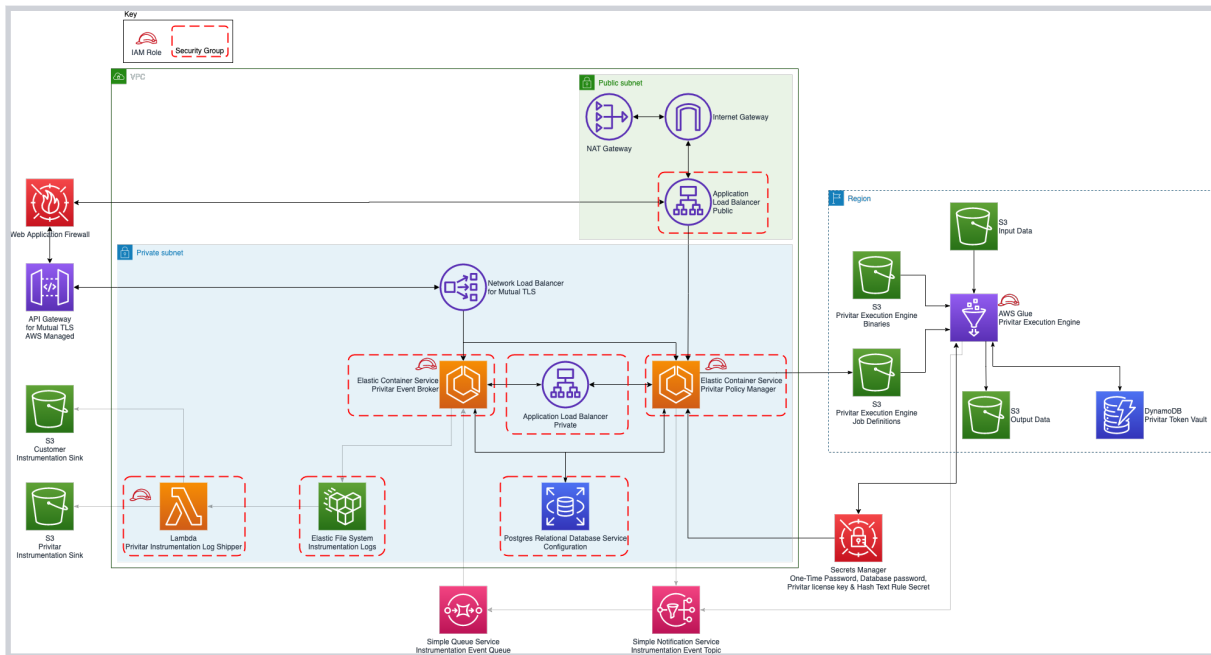 Key
IAM Role
Security Group
VPC
Public subnet
NAT Gateway
Internet Gateway
Application
Load Balancer
Public
Web Application Firewall
API Gateway
for Mutual TLS
AWS Managed
Private subnet
Network Load Balancer
for Mutual TLS
Elastic Container Service
Privitar Event Broker
Application Load Balancer
Private
Elastic Container Service
Privitar Policy Manager
S3
Customer
Instrumentation Sink
S3
Privitar
Instrumentation Sink
Lambda
Privitar Instrumentation Log Shipper
Elastic File System
Instrumentation Logs
Postgres Relational Database Service
Configuration
Region
S3
Input Data
S3
Privitar Execution Engine
Binaries
AWS Glue
Privitar Execution Engine
S3
Privitar Execution Engine
Job Definitions
S3
Output Data
DynamoDB
Privitar Token Vault
Secrets Manager
One-Time Password, Database password,
Privitar license key & Hash Text Rule Secret
Simple Queue Service
Instrumentation Event Queue
Simple Notification Service
Instrumentation Event Topic